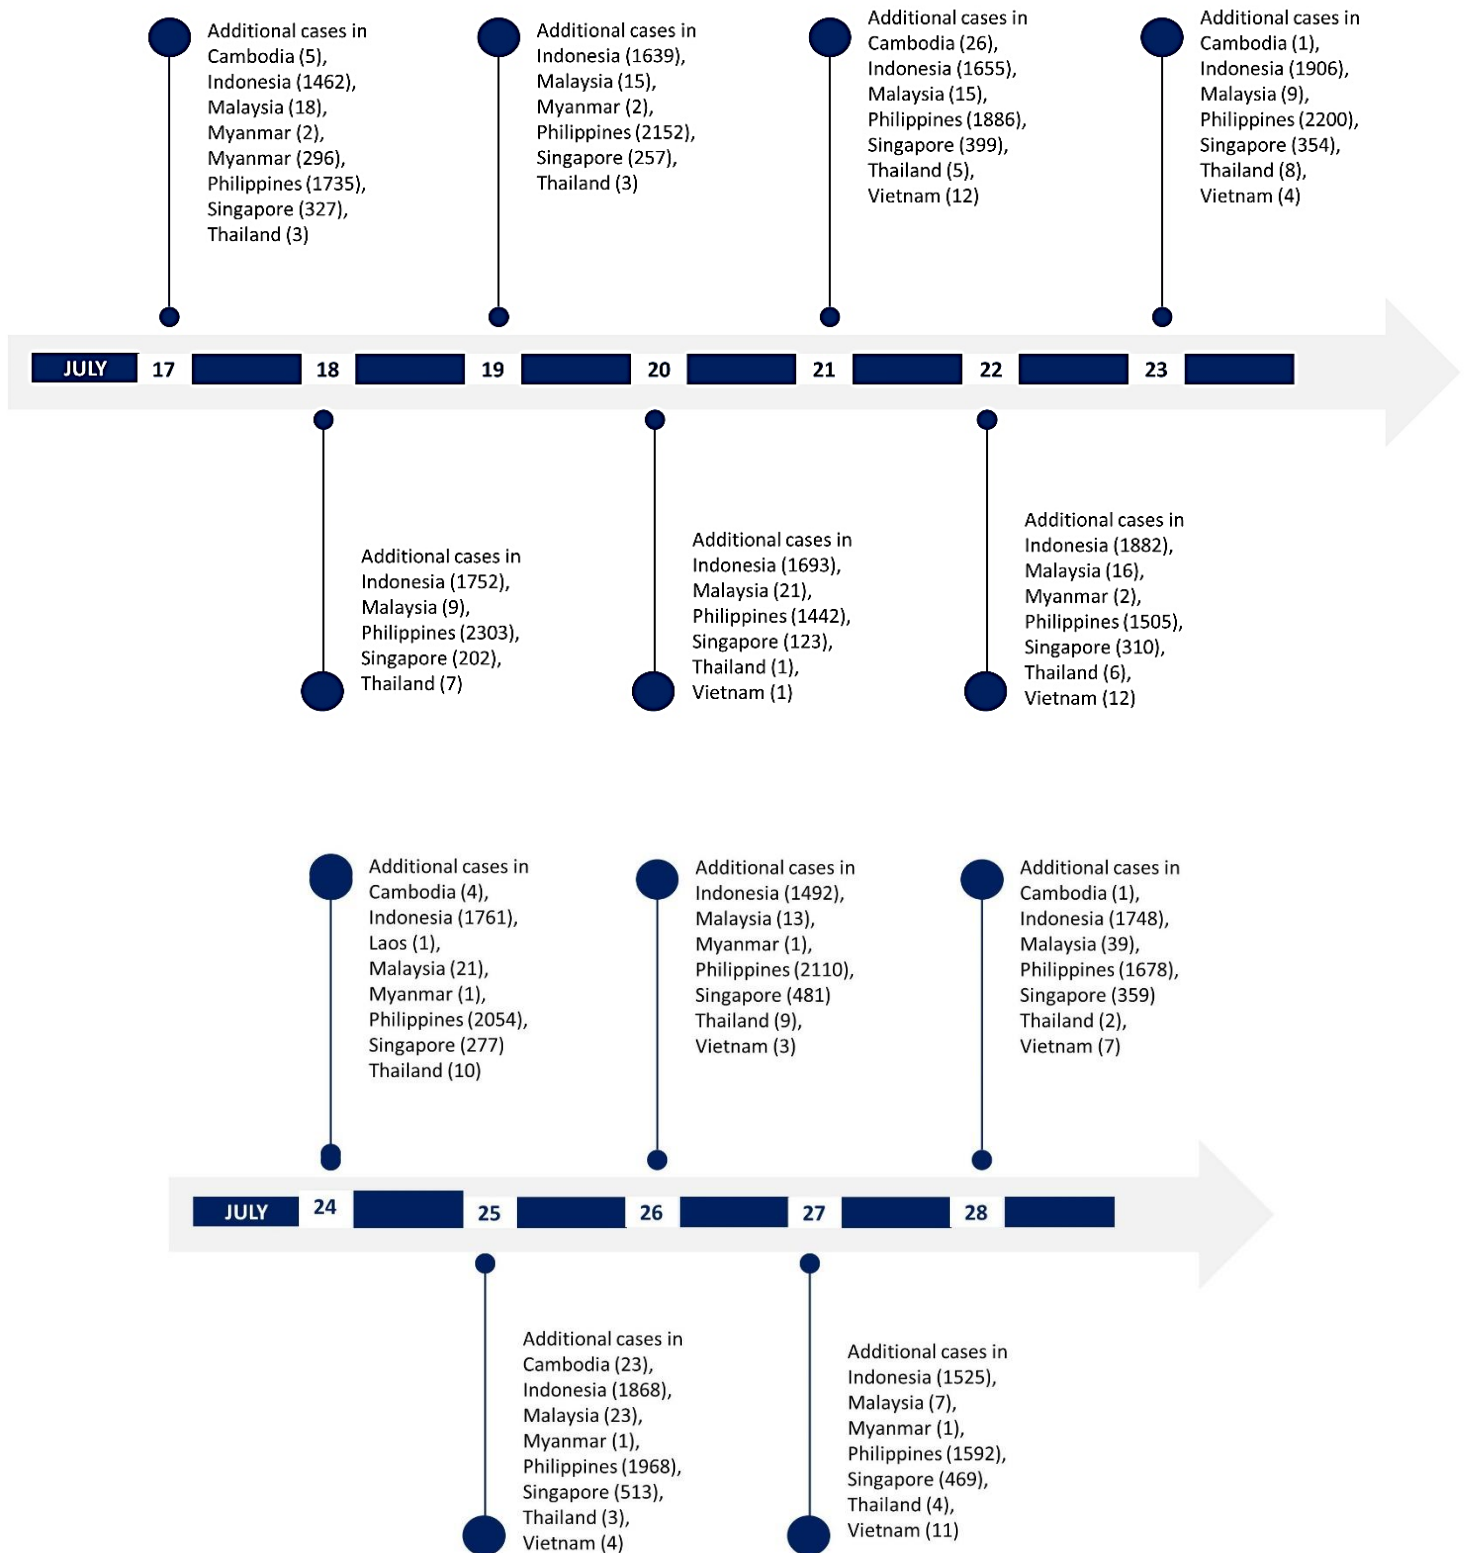 Additional cases in
Cambodia (5),
Indonesia (1462),
Malaysia (18),
Myanmar (2),
Myanmar (296),
Philippines (1735),
Singapore (327),
Thailand (3)
Additional cases in
Indonesia (1639),
Malaysia (15),
Myanmar (2),
Philippines (2152),
Singapore (257),
Thailand (3)
Additional cases in
Cambodia (26),
Indonesia (1655),
Malaysia (15),
Philippines (1886),
Singapore (399),
Thailand (5),
Vietnam (12)
Additional cases in
Cambodia (1),
Indonesia (1906),
Malaysia (9),
Philippines (2200),
Singapore (354),
Thailand (8),
Vietnam (4)
JULY 17 18 19 20 21 22 23
Additional cases in
Indonesia (1752),
Malaysia (9),
Philippines (2303),
Singapore (202),
Thailand (7)
Additional cases in
Indonesia (1693),
Malaysia (21),
Philippines (1442),
Singapore (123),
Thailand (1),
Vietnam (1)
Additional cases in
Indonesia (1882),
Malaysia (16),
Myanmar (2),
Philippines (1505),
Singapore (310),
Thailand (6),
Vietnam (12)
Additional cases in
Cambodia (4),
Indonesia (1761),
Laos (1),
Malaysia (21),
Myanmar (1),
Philippines (2054),
Singapore (277)
Thailand (10)
Additional cases in
Indonesia (1492),
Malaysia (13),
Myanmar (1),
Philippines (2110),
Singapore (481)
Thailand (9),
Vietnam (3)
Additional cases in
Cambodia (1),
Indonesia (1748),
Malaysia (39),
Philippines (1678),
Singapore (359)
Thailand (2),
Vietnam (7)
JULY 24 25 26 27 28
Additional cases in
Cambodia (23),
Indonesia (1868),
Malaysia (23),
Myanmar (1),
Philippines (1968),
Singapore (513),
Thailand (3),
Vietnam (4)
Additional cases in
Indonesia (1525),
Malaysia (7),
Myanmar (1),
Philippines (1592),
Singapore (469),
Thailand (4),
Vietnam (11)